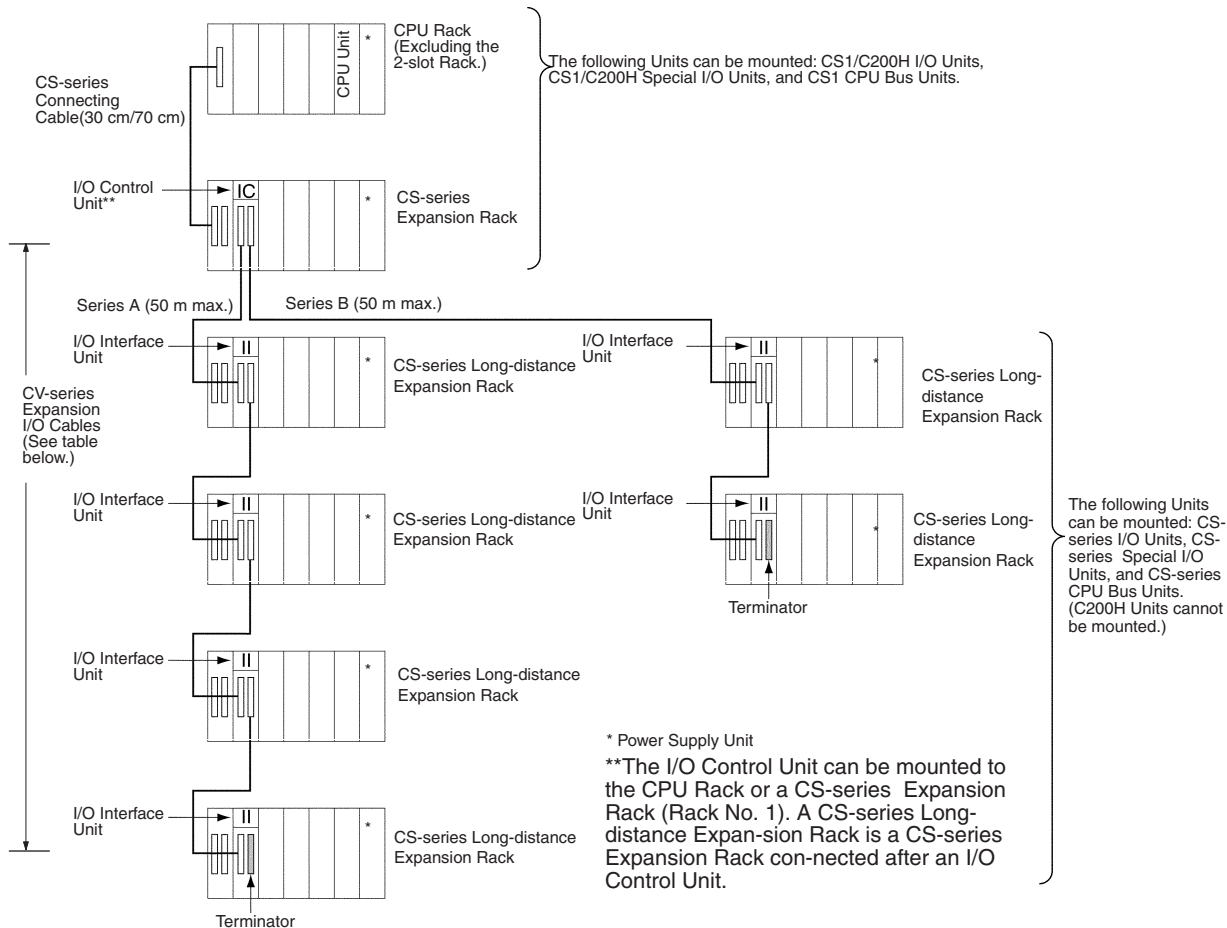 CPU Unit
*
CPU Rack
(Excluding the
2-slot Rack.)
The following Units can be mounted: CS1/C200H I/O Units,
CS1/C200H Special I/O Units, and CS1 CPU Bus Units.
CS-series
Connecting
Cable(30 cm/70 cm)
I/O Control
Unit**
IC
*
CS-series
Expansion Rack
Series A (50 m max.)
Series B (50 m max.)
I/O Interface
Unit
II
*
CS-series Long-distance
Expansion Rack
I/O Interface
Unit
II
*
CS-series Long-
distance
Expansion Rack
CV-series
Expansion
I/O Cables
(See table
below.)
I/O Interface
Unit
II
*
CS-series Long-distance
Expansion Rack
I/O Interface
Unit
II
*
CS-series Long-
distance
Expansion Rack
Terminator
The following Units
can be mounted: CS-
series I/O Units, CS-
series Special I/O
Units, and CS-series
CPU Bus Units.
(C200H Units cannot
be mounted.)
I/O Interface
Unit
II
*
CS-series Long-distance
Expansion Rack
I/O Interface
Unit
II
*
CS-series Long-distance
Expansion Rack
Terminator
* Power Supply Unit
**The I/O Control Unit can be mounted to
the CPU Rack or a CS-series Expansion
Rack (Rack No. 1). A CS-series Long-
distance Expan-sion Rack is a CS-series
Expansion Rack con-nected after an I/O
Control Unit.